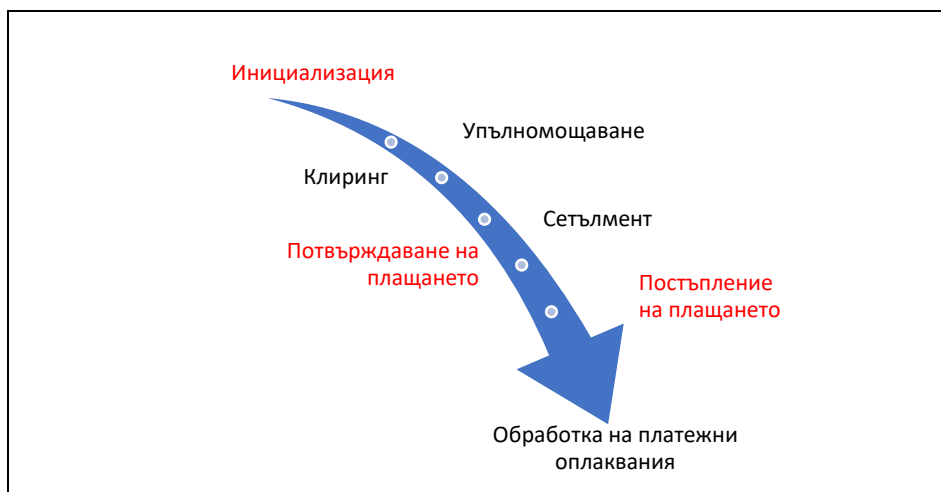 Инициализация
Упълномощаване
Клиринг
Сетълмент
Потвърждаване на
плащането
Постъпление
на плащането
Обработка на платежни
оплаквания